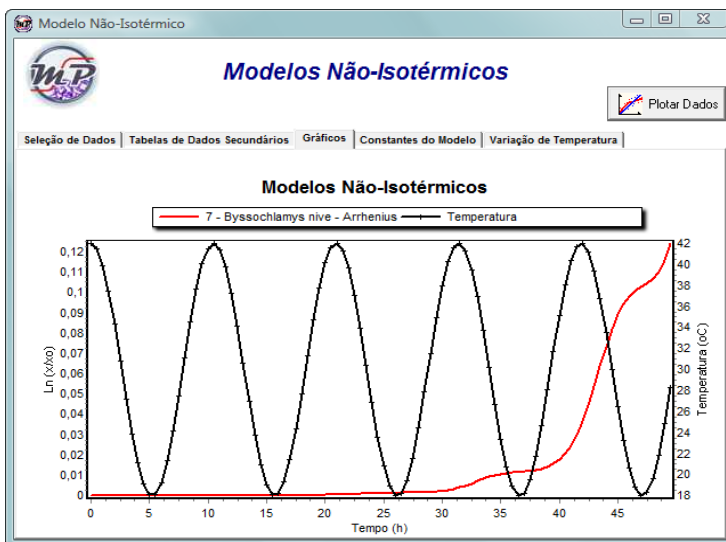 Modelo Não-Isotérmico
MP
Modelos Não-Isotérmicos
Plotar Dados
Seleção de Dados
Tabelas de Dados Secundários
Gráficos
Constantes do Modelo
Variação de Temperatura
Modelos Não-Isotérmicos
7 - Byssochlamys nive - Arrhenius
Temperatura
Ln (x/xo)
0,12
0,11
0,1
0,09
0,08
0,07
0,06
0,05
0,04
0,03
0,02
0,01
0
42
40
38
36
34
32
30
28
26
24
22
20
18
Temperatura (oC)
0
5
10
15
20
25
30
35
40
45
Tempo (h)